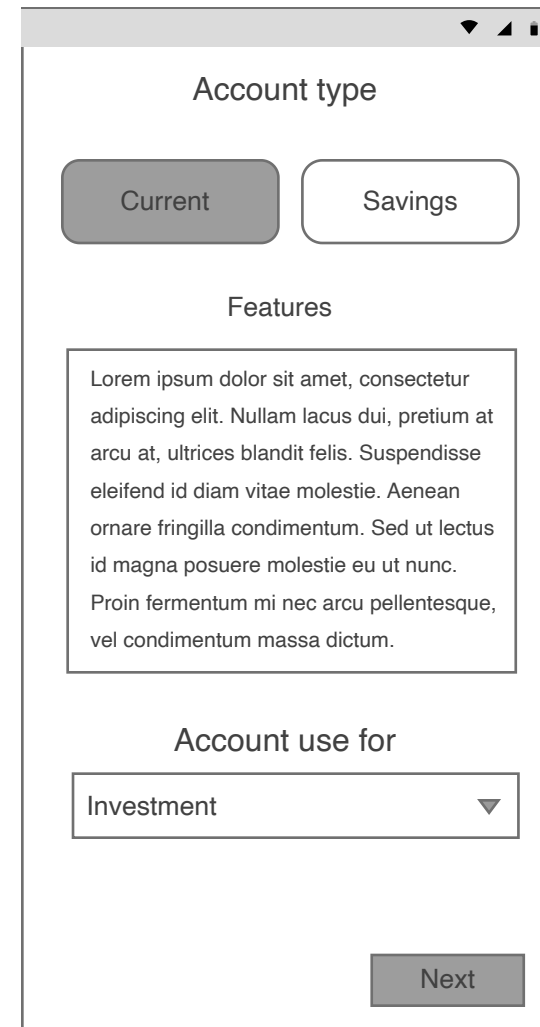 Account type
Current
Savings
Features
Lorem ipsum dolor sit amet, consectetur
adipiscing elit. Nullam lacus dui, pretium at
arcu at, ultrices blandit felis. Suspendisse
eleifend id diam vitae molestie. Aenean
ornare fringilla condimentum. Sed ut lectus
id magna posuere molestie eu ut nunc.
Proin fermentum mi nec arcu pellentesque,
vel condimentum massa dictum.
Account use for
Investment
Next